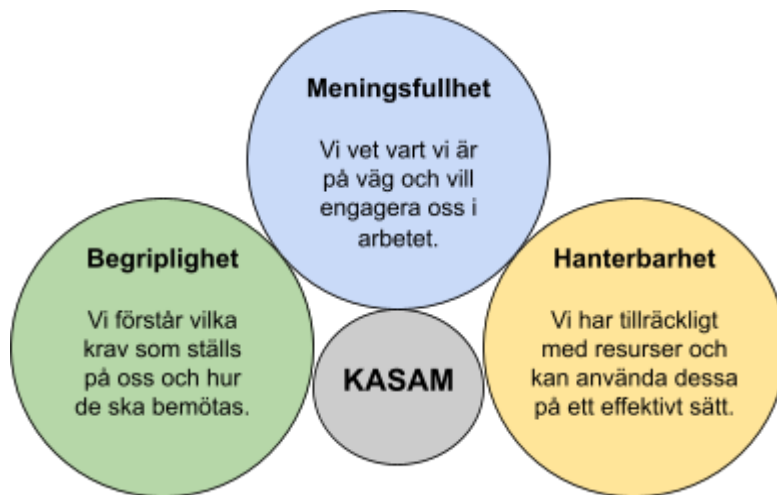 Meningsfullhet
Vi vet vart vi är
på väg och vill
engagera oss i
arbetet.
Begriplighet
Vi förstår vilka
krav som ställs
på oss och hur
de ska bemötas.
Hanterbarhet
Vi har tillräckligt
med resurser och
kan använda dessa
på ett effektivt sätt.
KASAM